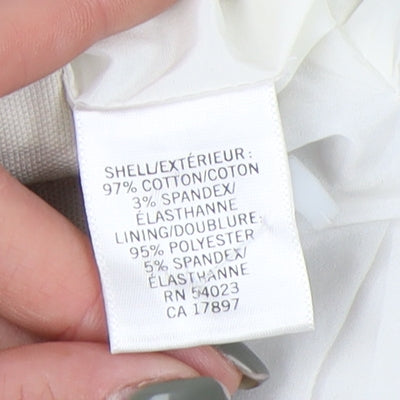 SHELL/EXTÉRIEUR:
97% COTTON/COTON
3% SPANDEX/
ÉLASTHANNE
LINING/DOUBLURE:
95% POLYESTER
5% SPANDEX/
ÉLASTHANNE
RN 54023
CA 17897